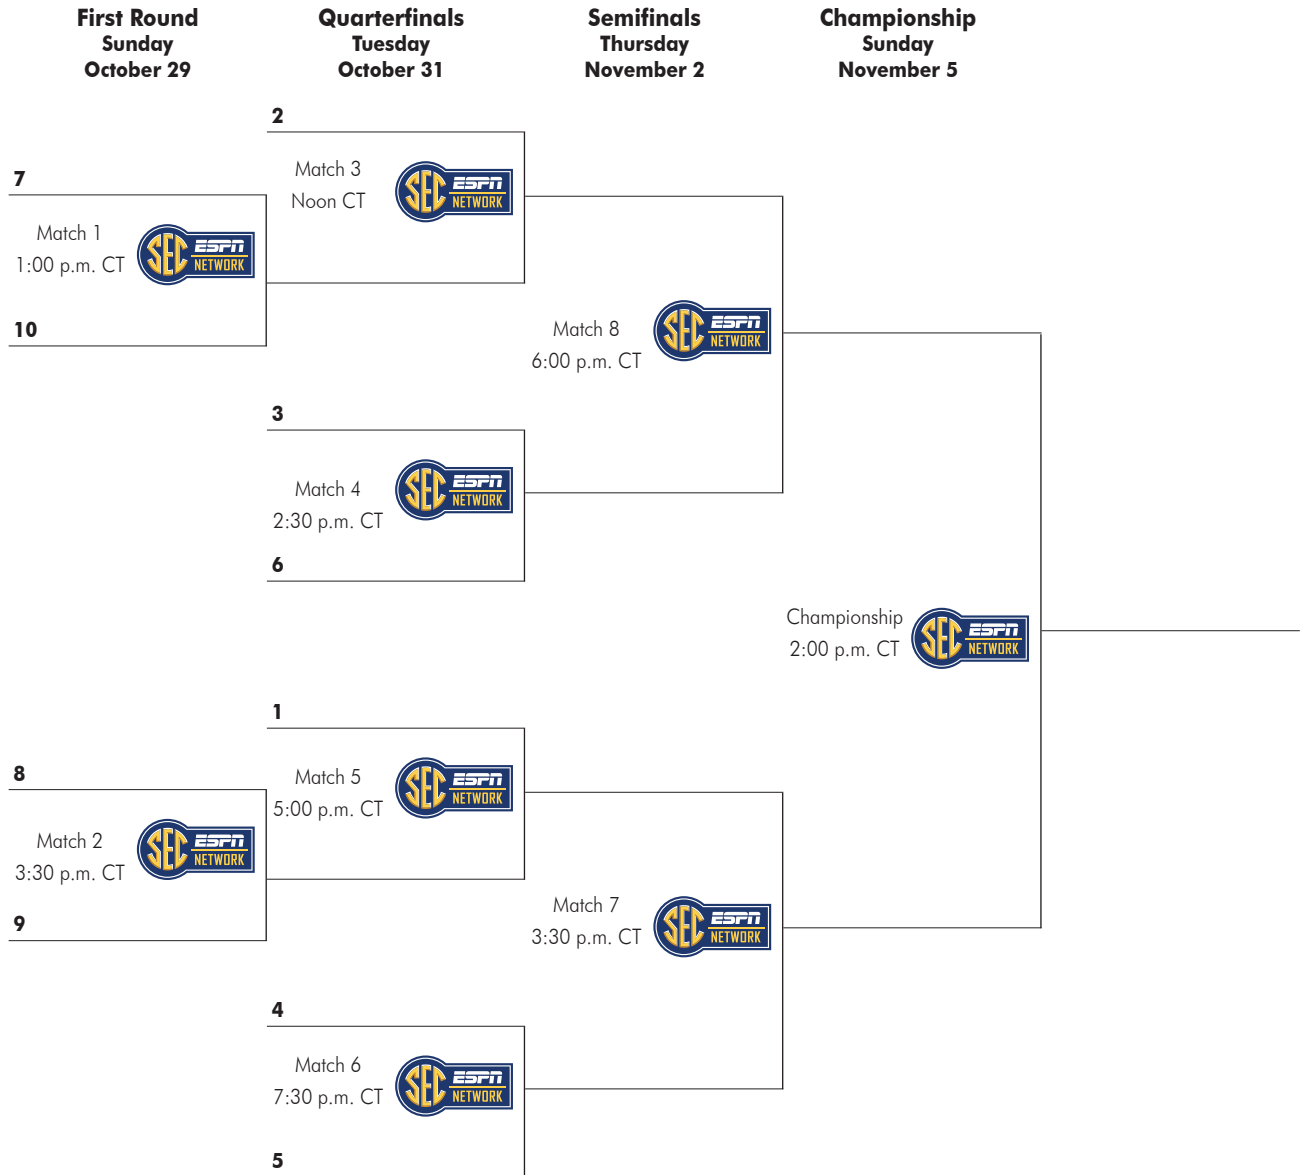 First Round
Sunday
October 29
Quarterfinals
Tuesday
October 31
Semifinals
Thursday
November 2
Championship
Sunday
November 5
2
Match 3
Noon CT
SEC ESPN
NETWORK
7
Match 1
1:00 p.m. CT
SEC ESPN
NETWORK
10
Match 8
6:00 p.m. CT
SEC ESPN
NETWORK
3
Match 4
2:30 p.m. CT
SEC ESPN
NETWORK
6
Championship
2:00 p.m. CT
SEC ESPN
NETWORK
1
Match 5
5:00 p.m. CT
SEC ESPN
NETWORK
8
Match 2
3:30 p.m. CT
SEC ESPN
NETWORK
9
Match 7
3:30 p.m. CT
SEC ESPN
NETWORK
4
Match 6
7:30 p.m. CT
SEC ESPN
NETWORK
5